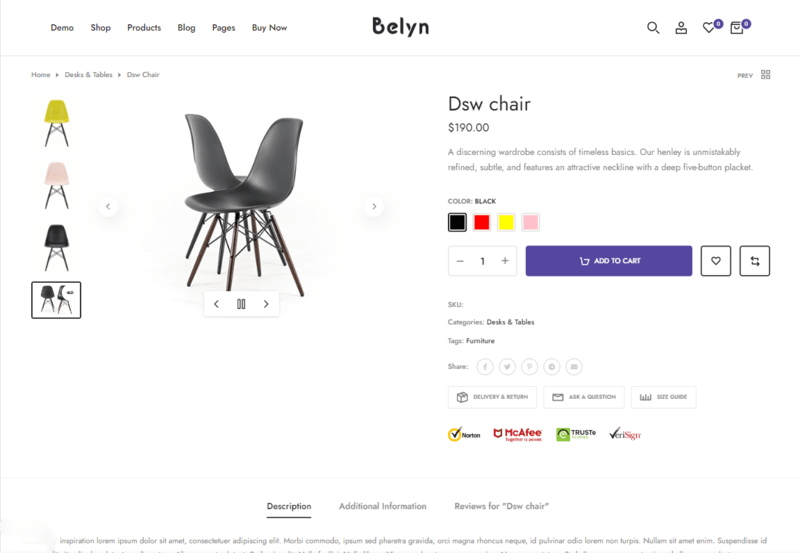 Demo Shop Products Blog Pages Buy Now
Belyn
0 0
Home Desks & Tables Dsw Chair
PREV
Dsw chair
$190.00
A discerning wardrobe consists of timeless basics. Our henley is unmistakably
refined, subtle, and features an attractive neckline with a deep five-button placket.
COLOR: BLACK
− 1 +
ADD TO CART
SKU:
Categories: Desks & Tables
Tags: Furniture
Share:
DELIVERY & RETURN ASK A QUESTION SIZE GUIDE
Norton McAfee TRUSTe VeriSign
Together is power.
Description Additional Information Reviews for "Dsw chair"
inspiration lorem ipsum dolor sit amet, consectetuer adipiscing elit. Morbi commodo, ipsum sed pharetra gravida, orci magna rhoncus neque, id pulvinar odio lorem non turpis. Nullam sit amet enim. Suspendisse id